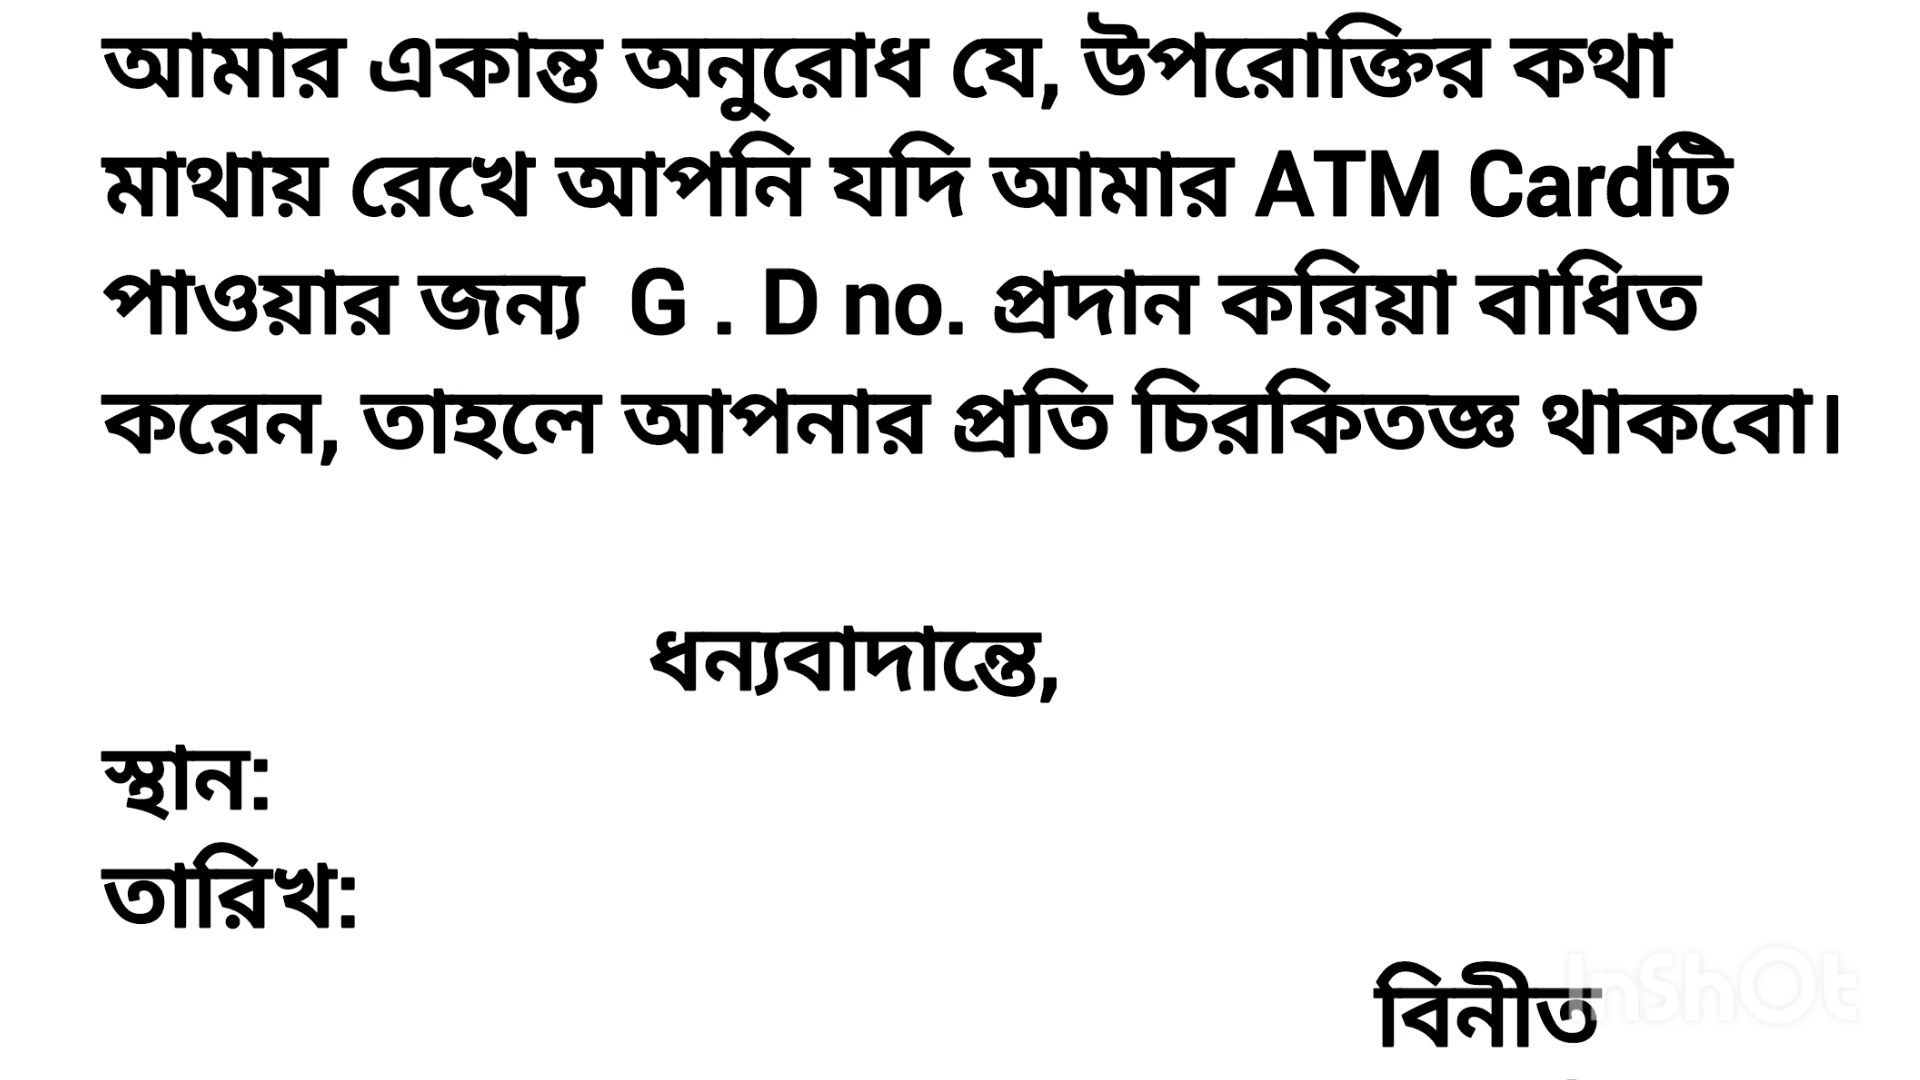 আমার একান্ত অনুরোধ যে, উপরোক্তির কথা
মাথায় রেখে আপনি যদি আমার ATM Cardটি
পাওয়ার জন্য G . D no. প্রদান করিয়া বাধিত
করেন, তাহলে আপনার প্রতি চিরকিতজ্ঞ থাকবো।
ধন্যবাদান্তে,
স্থান:
তারিখ:
বিনীত
InShOt